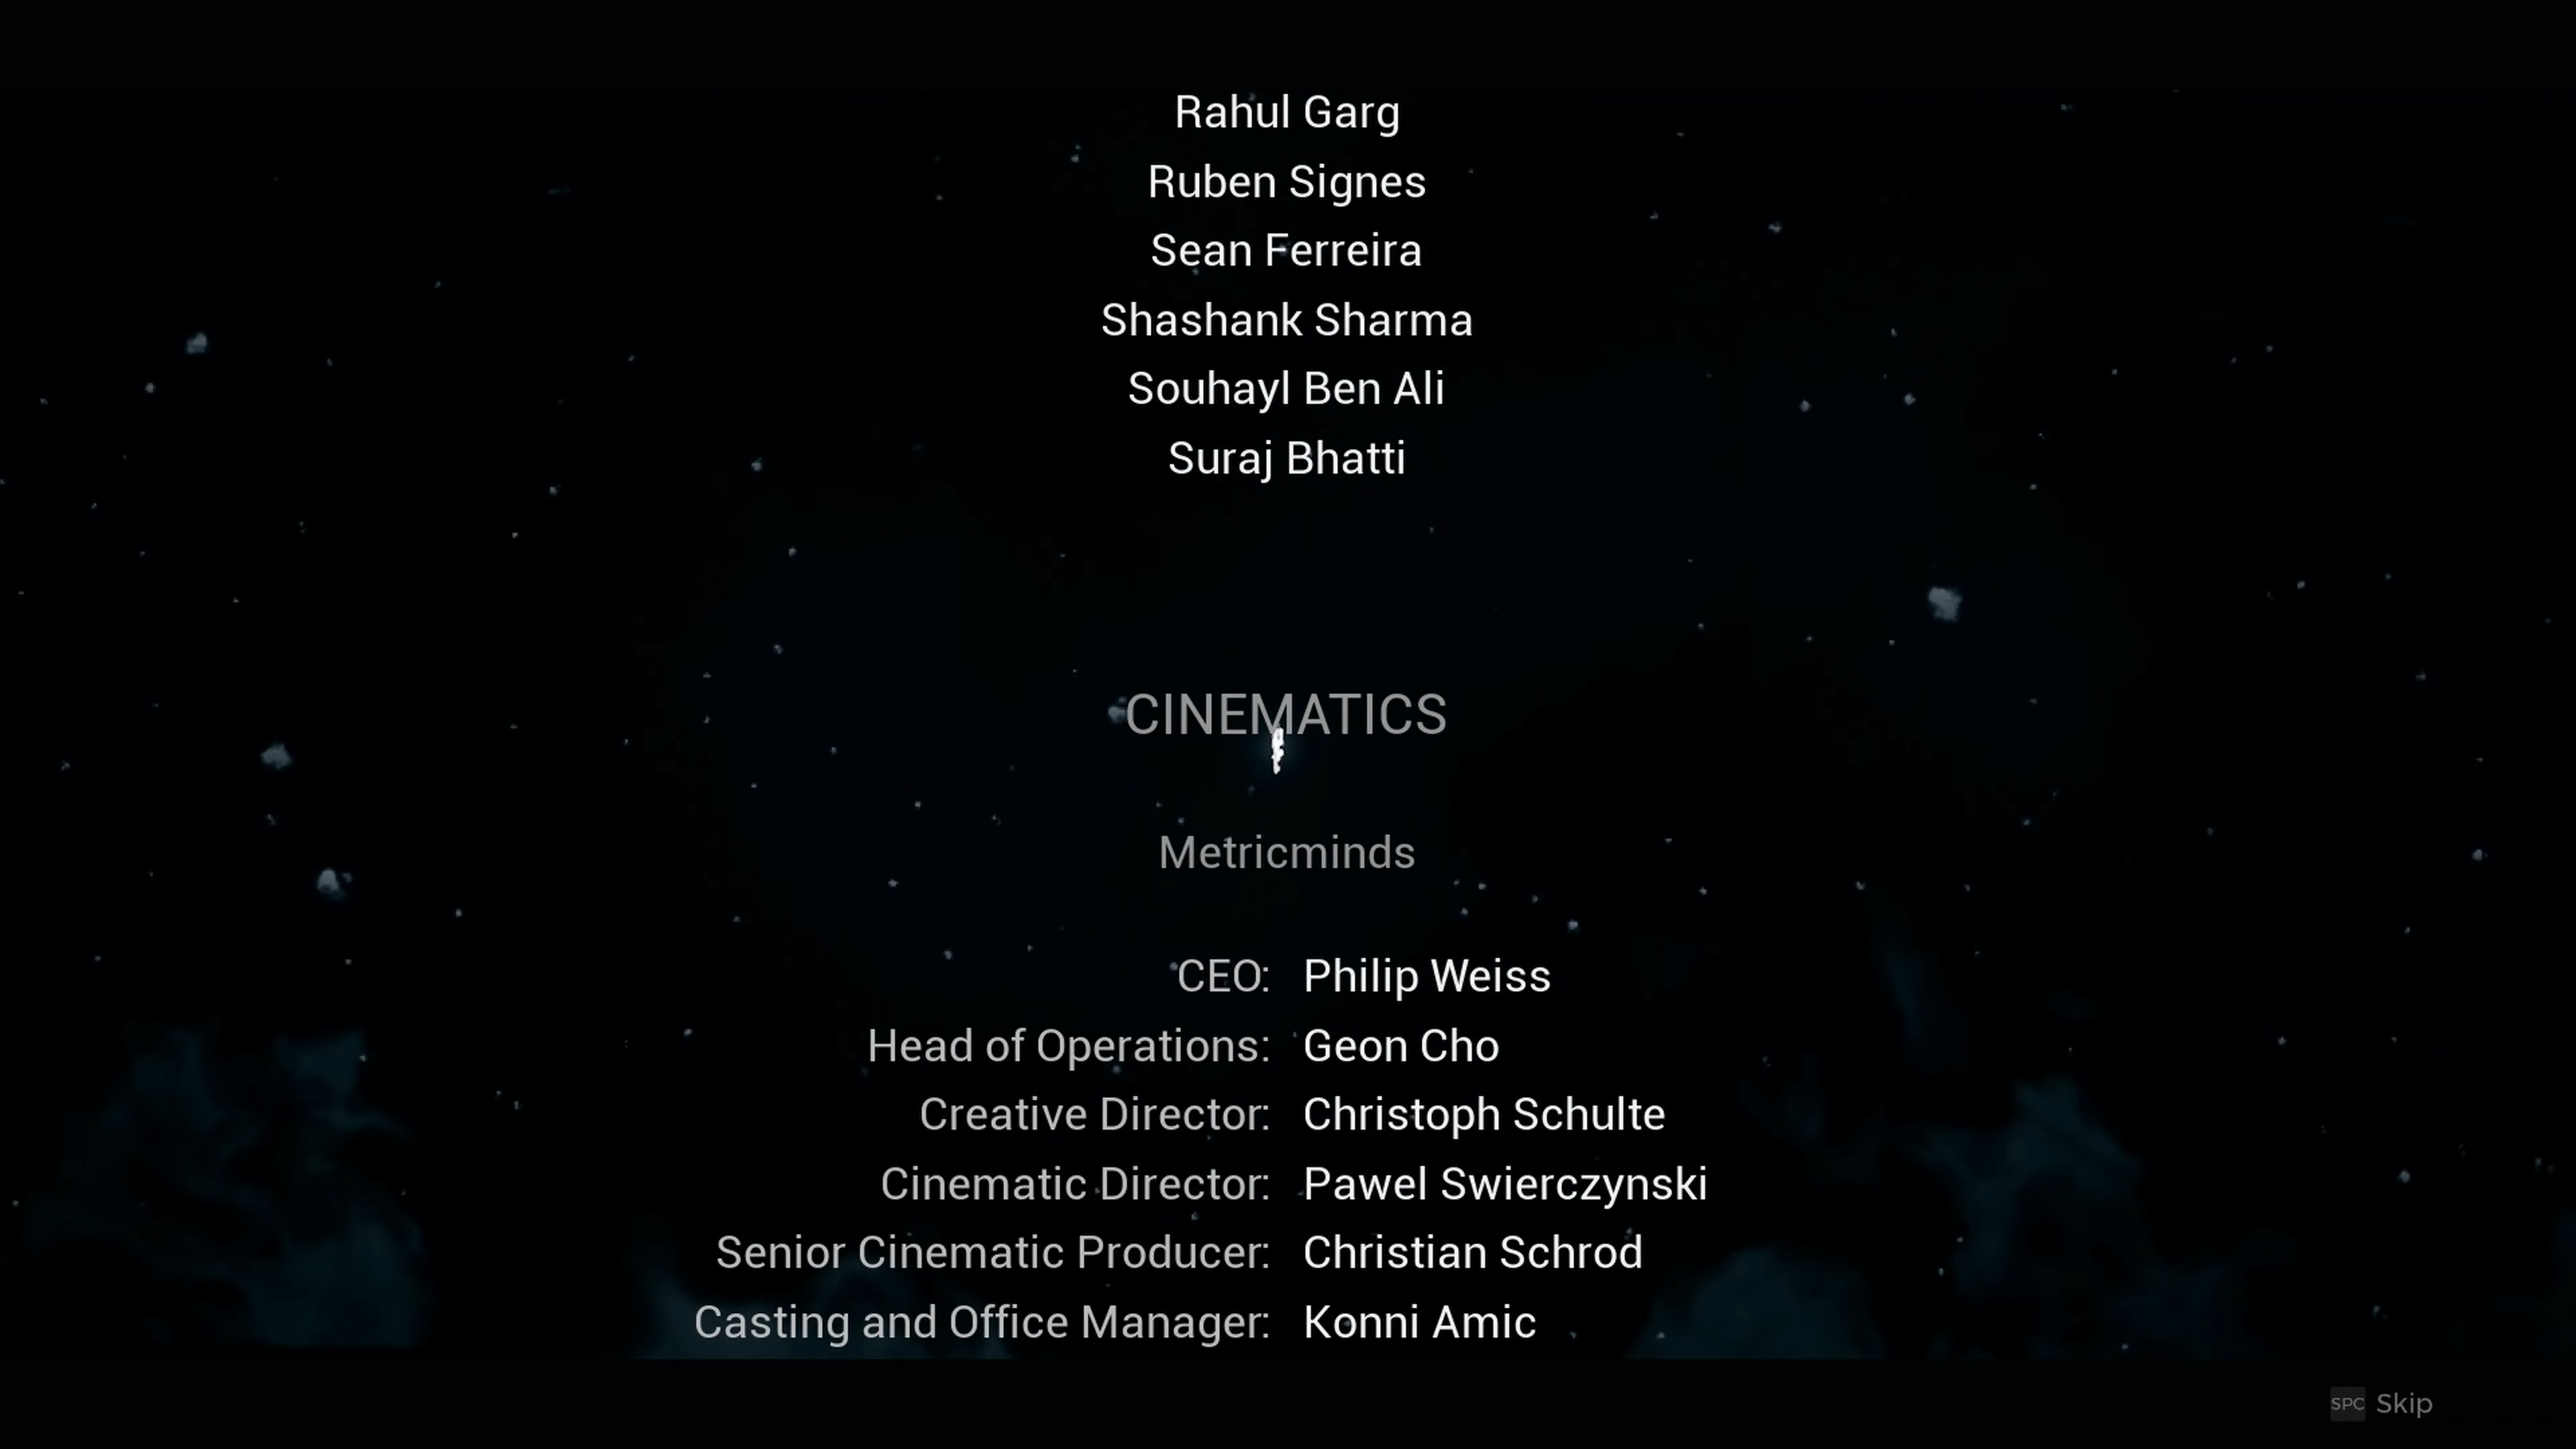 Rahul Garg
Ruben Signes
Sean Ferreira
Shashank Sharma
Souhayl Ben Ali
Suraj Bhatti
CINEMATICS
Metricminds
CEO: Philip Weiss
Head of Operations: Geon Cho
Creative Director: Christoph Schulte
Cinematic Director: Pawel Swierczynski
Senior Cinematic Producer: Christian Schrod
Casting and Office Manager: Konni Amic
SPC Skip